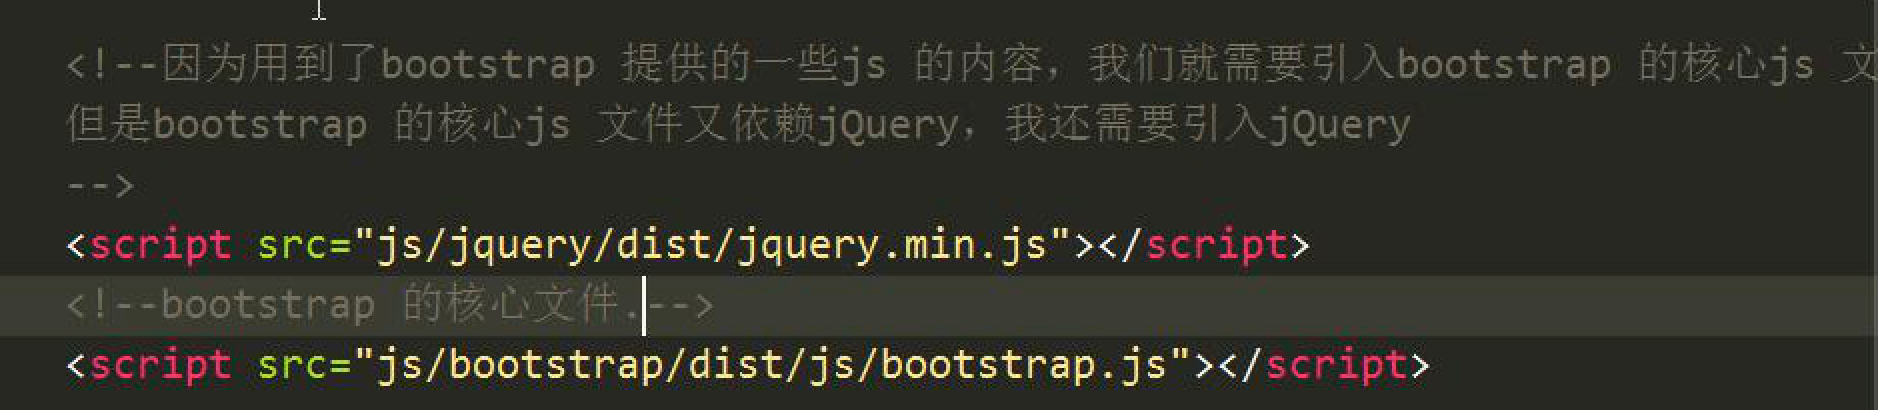 <!--因为用到了bootstrap 提供的一些js 的内容，我们就需要引入bootstrap 的核心js 文
但是bootstrap 的核心js 文件又依赖jQuery，我还需要引入jQuery
-->
<script src="js/jquery/dist/jquery.min.js"></script>
<!--bootstrap 的核心文件.-->
<script src="js/bootstrap/dist/js/bootstrap.js"></script>